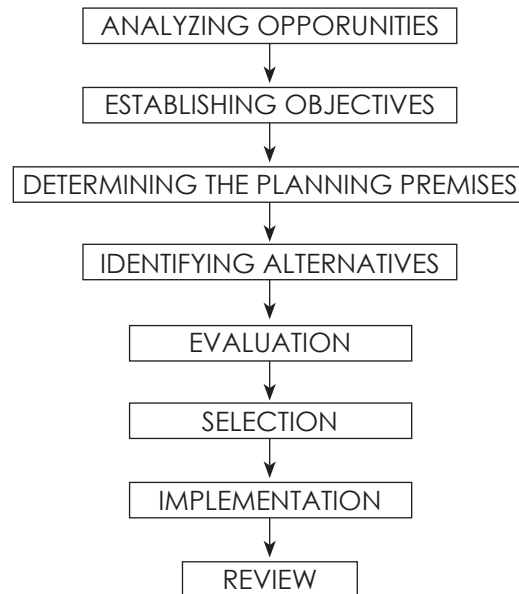 ANALYZING OPPORUNITIES
ESTABLISHING OBJECTIVES
DETERMINING THE PLANNING PREMISES
IDENTIFYING ALTERNATIVES
EVALUATION
SELECTION
IMPLEMENTATION
REVIEW